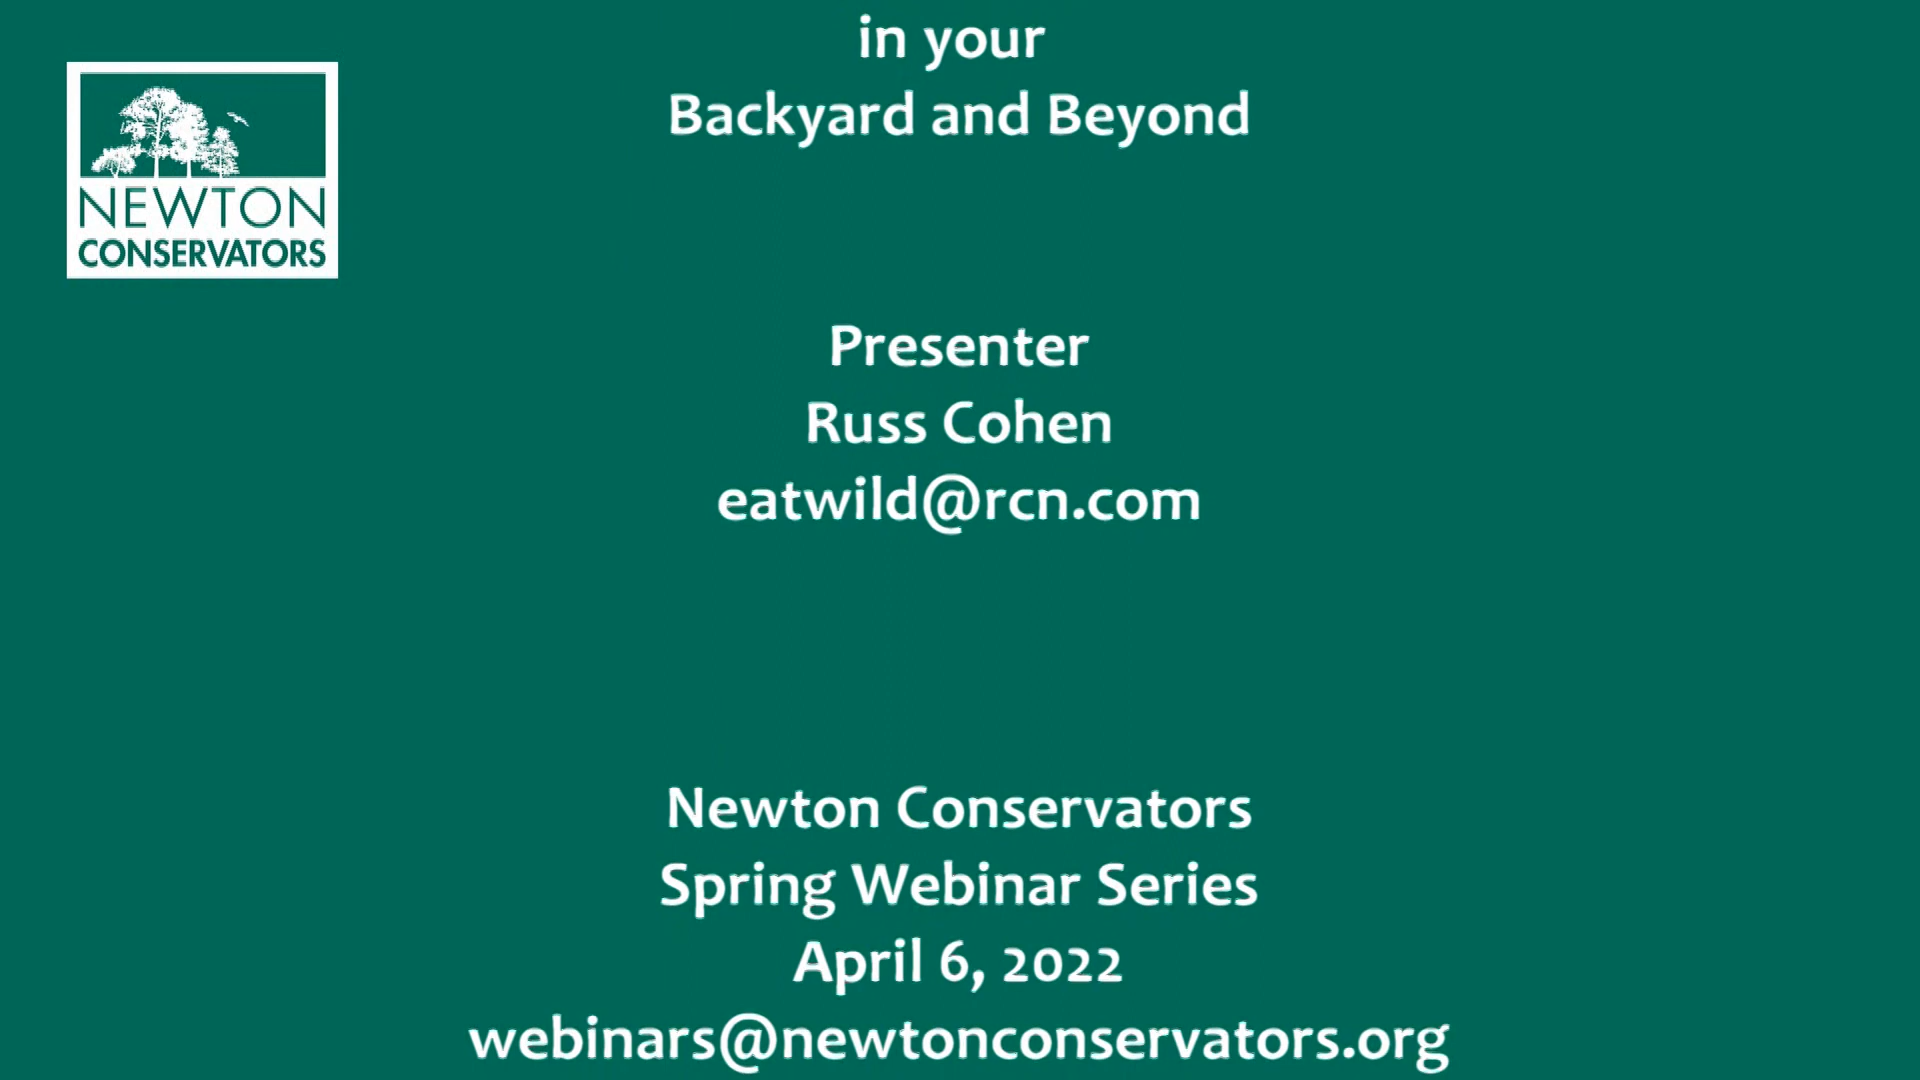 in your
Backyard and Beyond
NEWTON
CONSERVATORS
Presenter
Russ Cohen
eatwild@rcn.com
Newton Conservators
Spring Webinar Series
April 6, 2022
webinars@newtonconservators.org